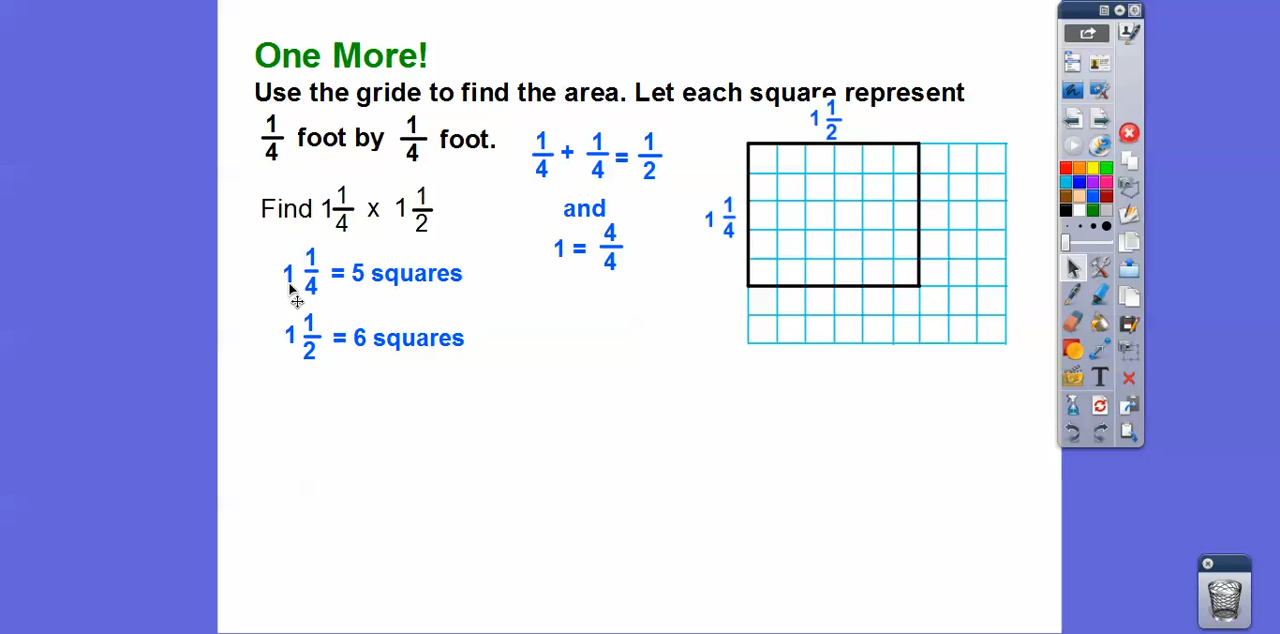 One More!
Use the gride to find the area. Let each square represent
1/4 foot by 1/4 foot.
1/4 + 1/4 = 1/2
and
1 = 4/4
Find 1 1/4 x 1 1/2
1 1/4 = 5 squares
1 1/2 = 6 squares
1 1/2
1 1/4
T